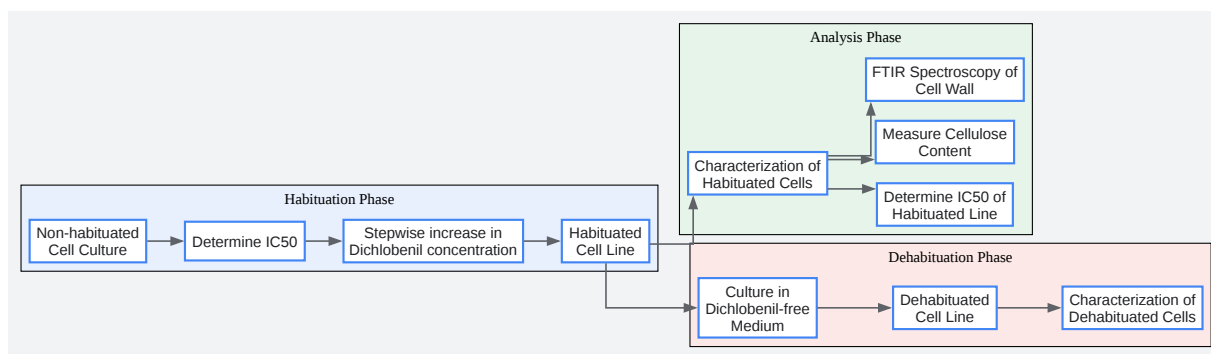 Habituation Phase
Non-habituated
Cell Culture
Determine IC50
Stepwise increase in
Dichlobenil concentration
Habituated
Cell Line
Analysis Phase
Characterization of
Habituated Cells
FTIR Spectroscopy of
Cell Wall
Measure Cellulose
Content
Determine IC50 of
Habituated Line
Dehabituation Phase
Culture in
Dichlobenil-free
Medium
Dehabituated
Cell Line
Characterization of
Dehabituated Cells